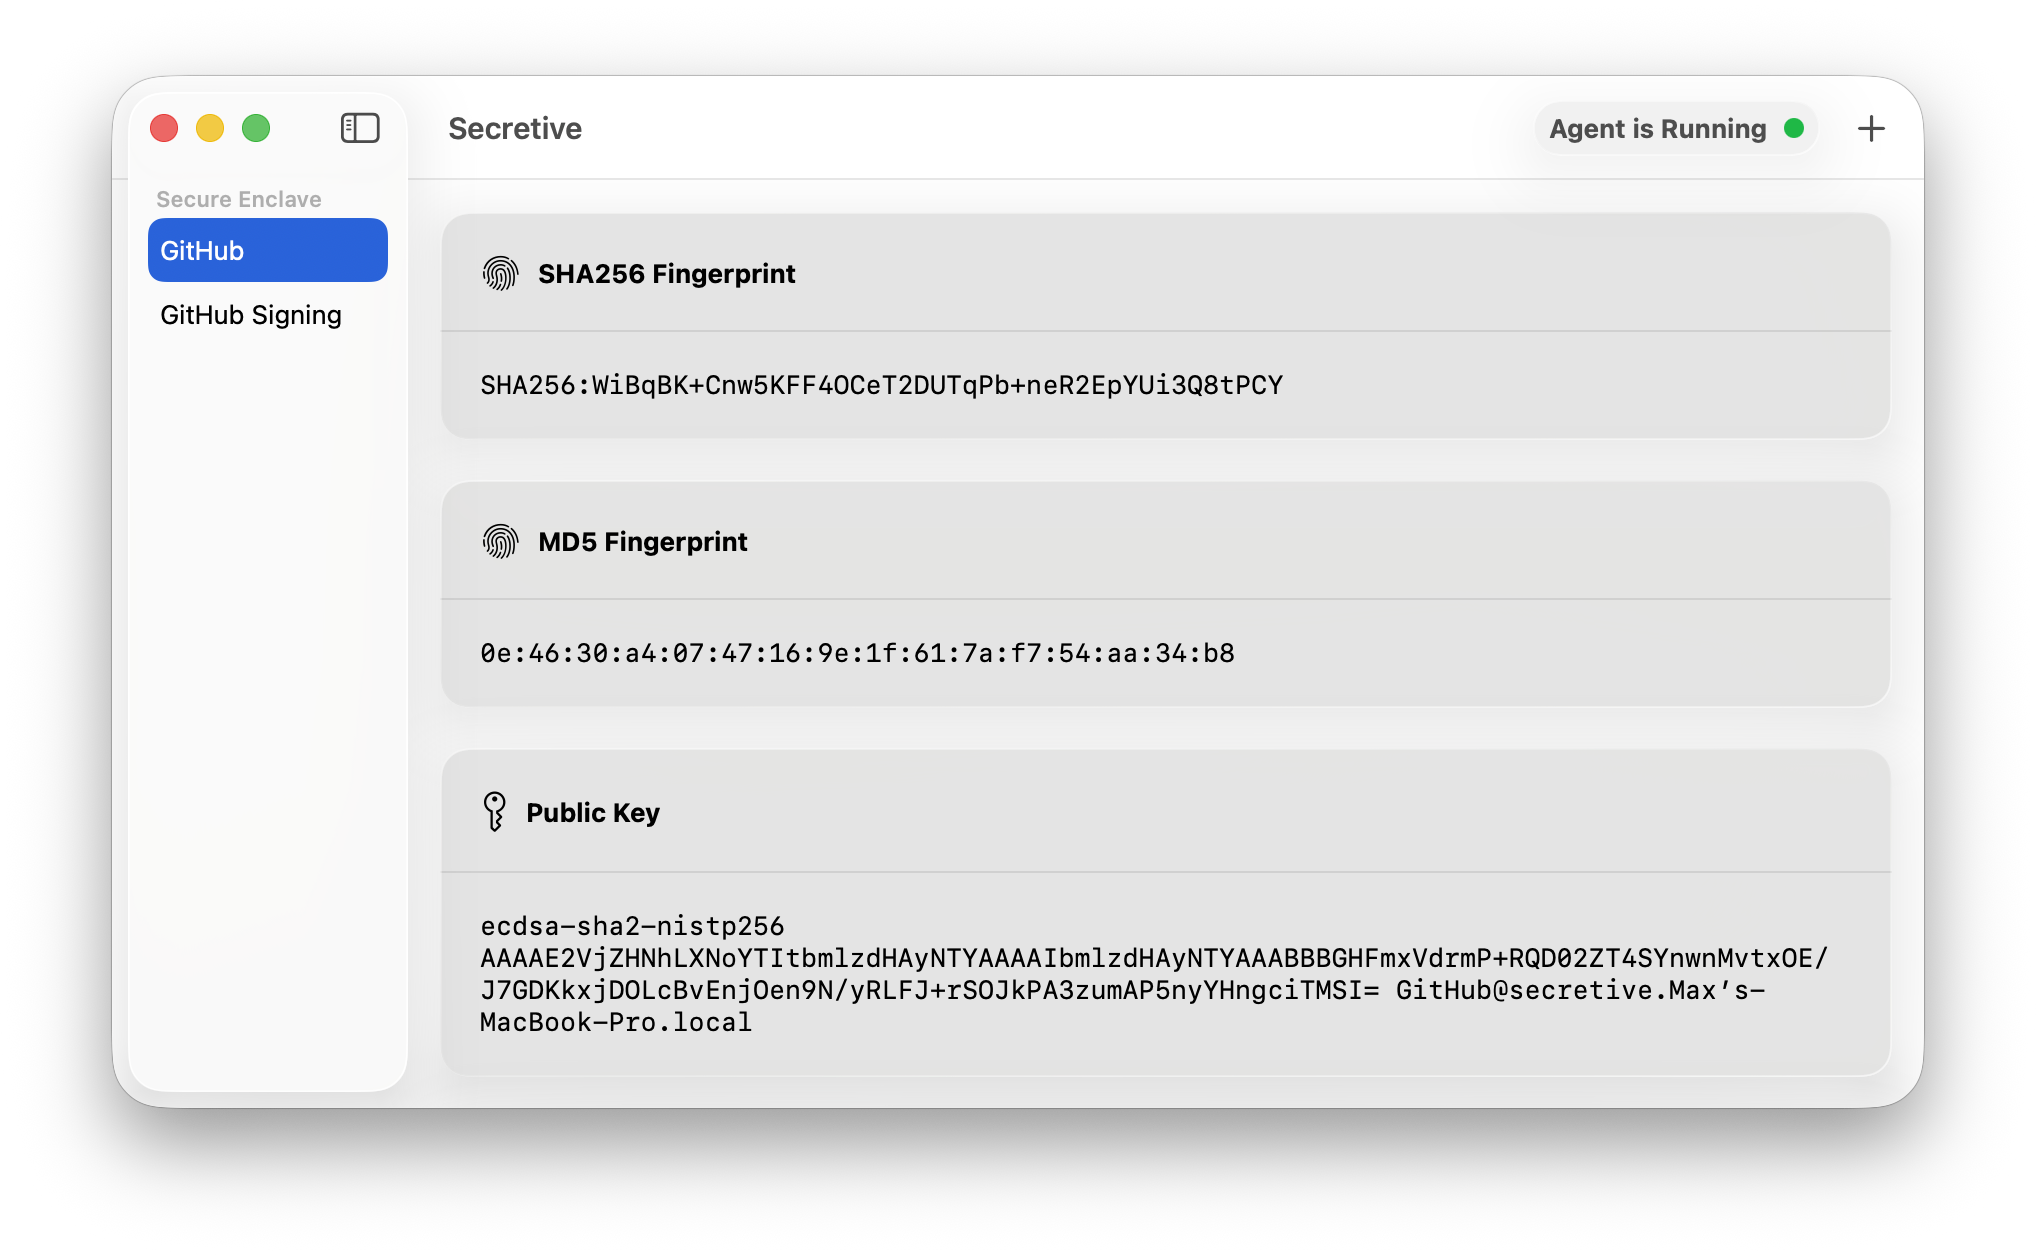 Secretive
Agent is Running
Secure Enclave
GitHub
GitHub Signing
SHA256 Fingerprint
SHA256:WiBqBK+Cnw5KFF4OCeT2DUTqPb+neR2EpYUi3Q8tPCY
MD5 Fingerprint
0e:46:30:a4:07:47:16:9e:1f:61:7a:f7:54:aa:34:b8
Public Key
ecdsa-sha2-nistp256
AAAAE2VjZHNhLXNoYTItbmlzdHAyNTYAAAAIbmlzdHAyNTYAAABBBGHFmxVdrmP+RQD02ZT4SYnwnMvtxOE/
J7GDKkxjDOLcBvEnjOen9N/yRLFJ+rSOJkPA3zumAP5nyYHngciTMSI= GitHub@secretive.Max’s-
MacBook-Pro.local